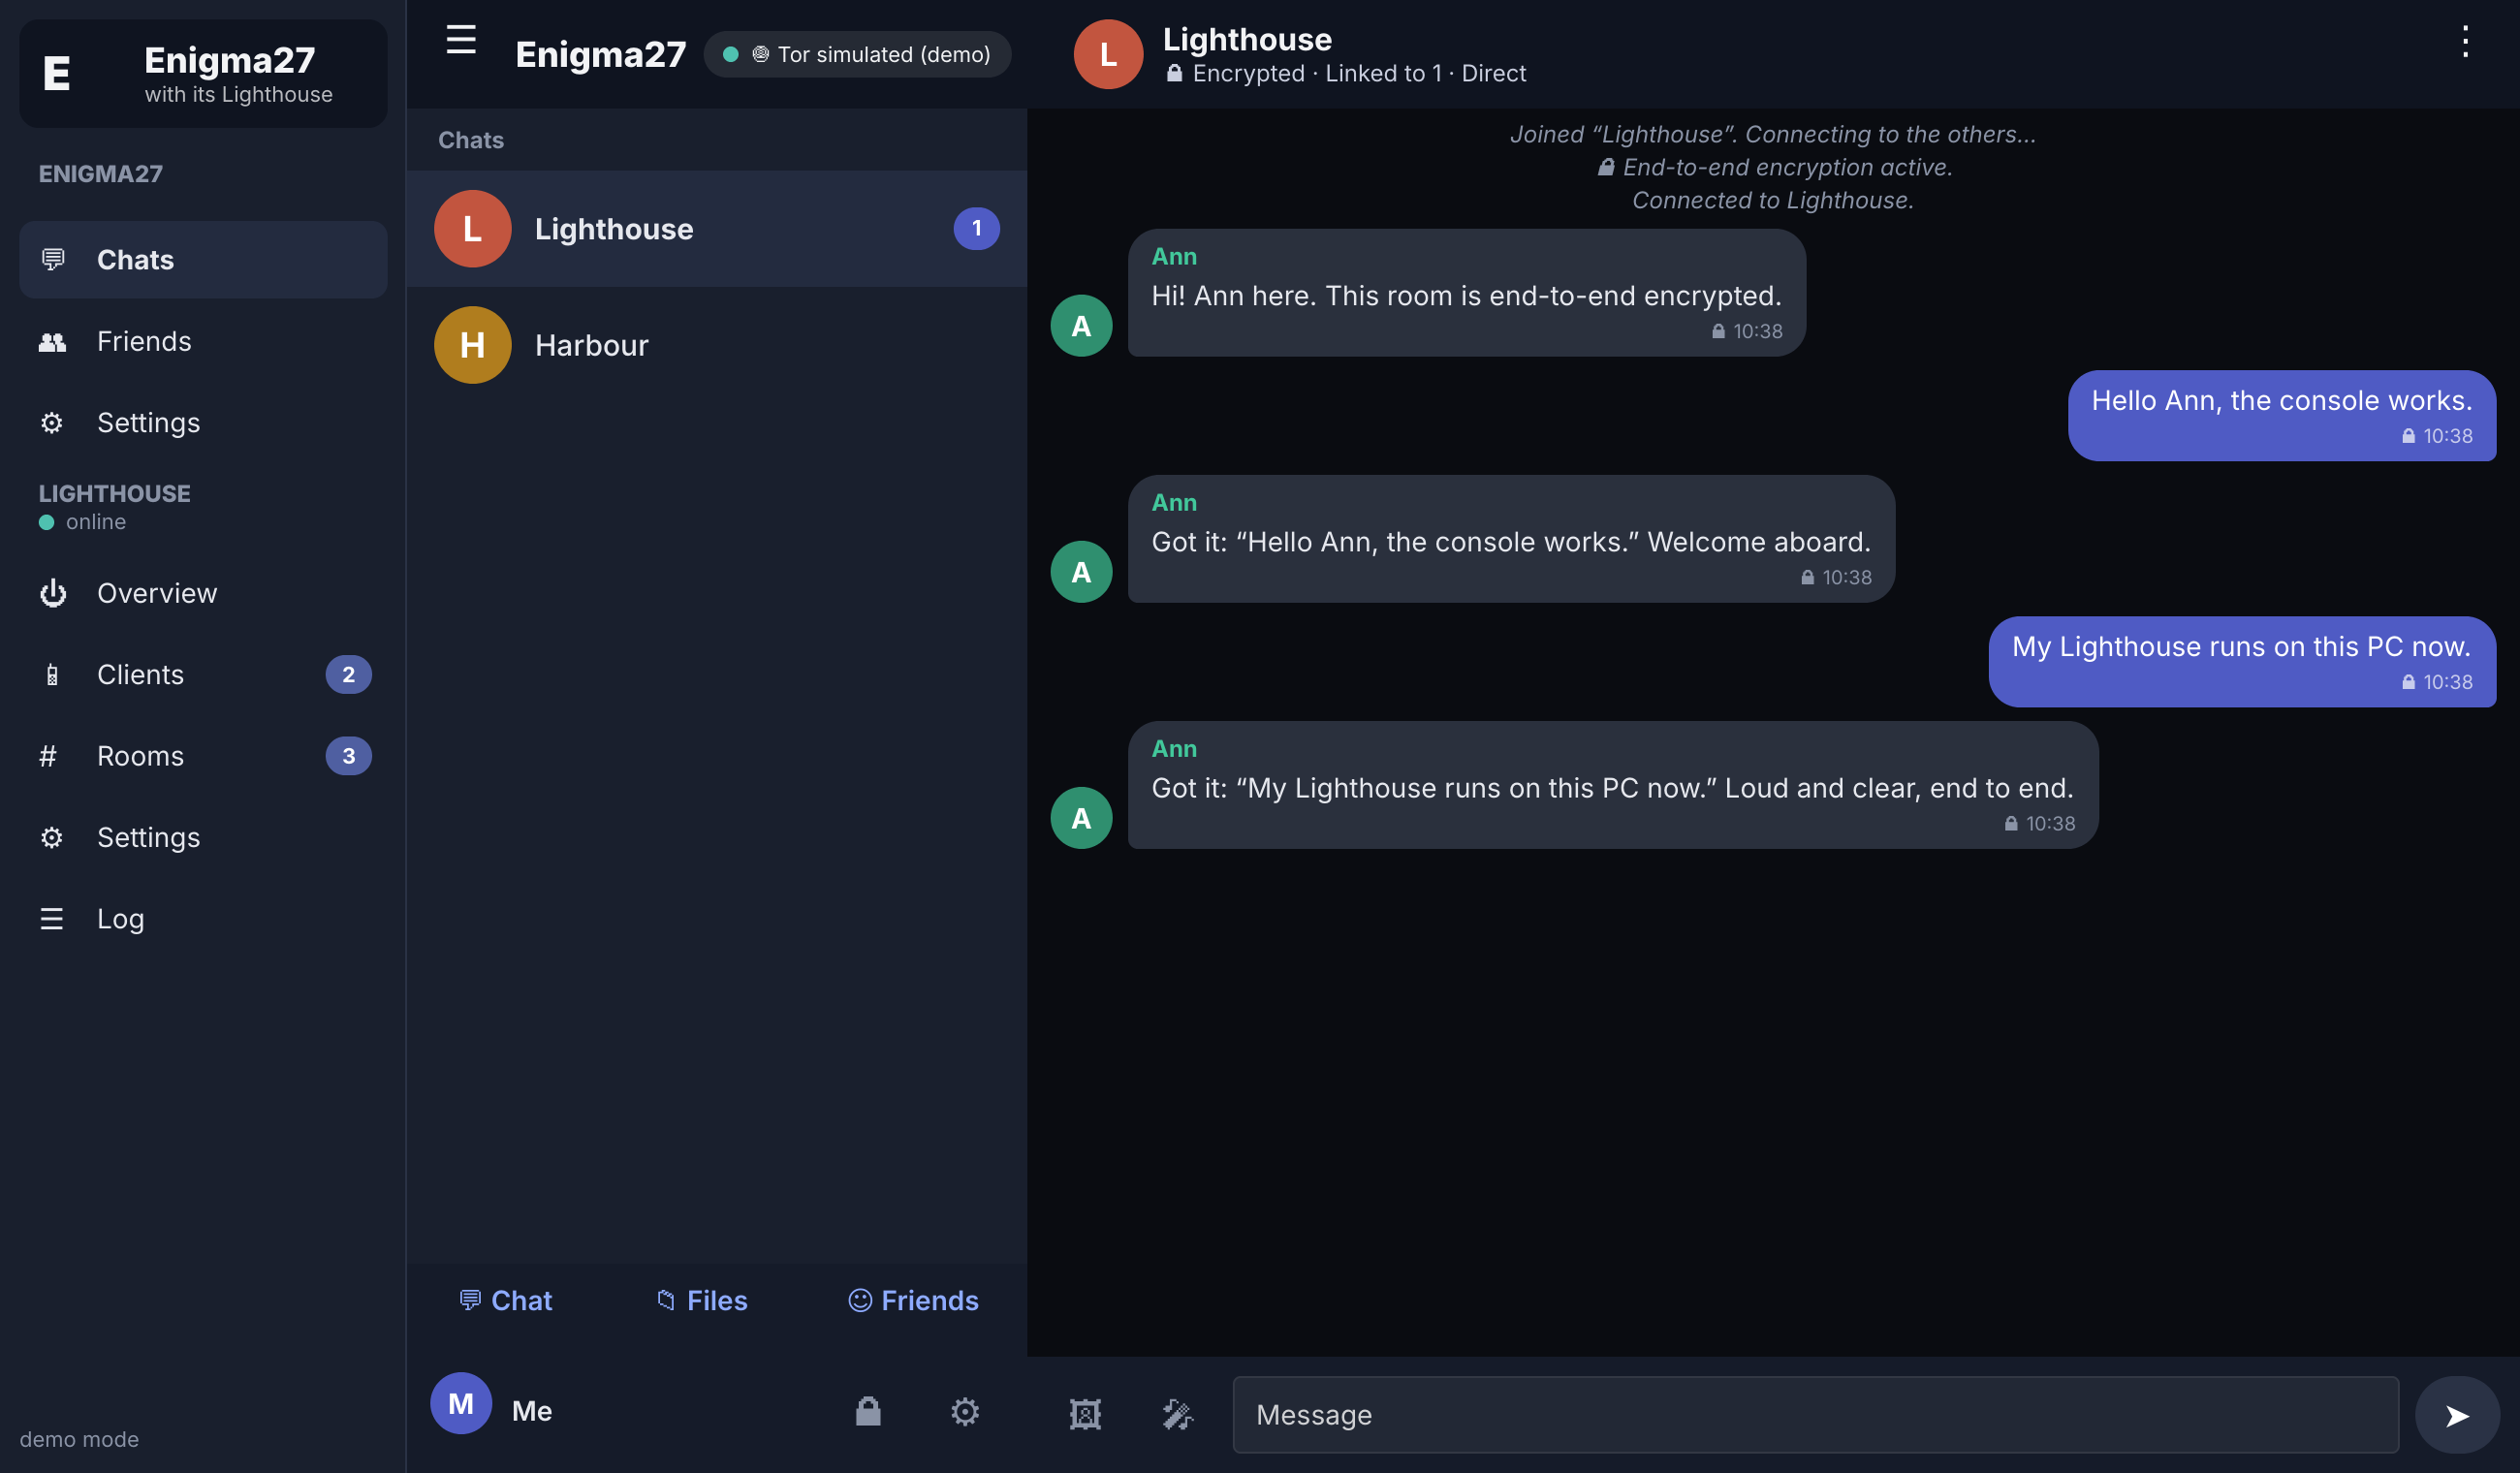 E
Enigma27
with its Lighthouse
ENIGMA27
Chats
Friends
Settings
LIGHTHOUSE
online
Overview
Clients 2
# Rooms 3
Settings
Log
demo mode
Enigma27
Tor simulated (demo)
Chats
L Lighthouse 1
H Harbour
Chat Files Friends
M Me
L
Lighthouse
Encrypted · Linked to 1 · Direct
Joined “Lighthouse”. Connecting to the others…
End-to-end encryption active.
Connected to Lighthouse.
Ann
Hi! Ann here. This room is end-to-end encrypted.
A
10:38
Hello Ann, the console works.
10:38
Ann
Got it: “Hello Ann, the console works.” Welcome aboard.
A
10:38
My Lighthouse runs on this PC now.
10:38
Ann
Got it: “My Lighthouse runs on this PC now.” Loud and clear, end to end.
A
10:38
Message